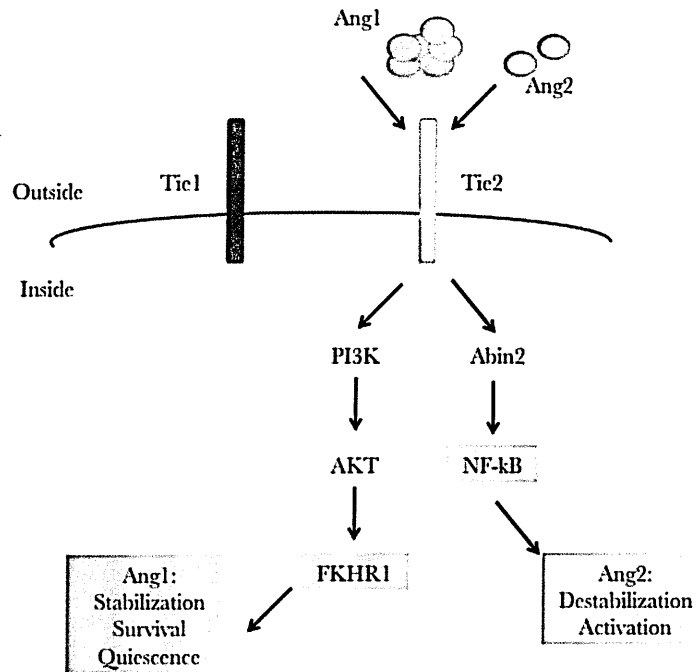 Ang1
Ang2
Outside
Tie1
Tie2
Inside
PI3K
Abin2
AKT
NF-kB
FKHR1
Ang1:
Stabilization
Survival
Quiescence
Ang2:
Destabilization
Activation